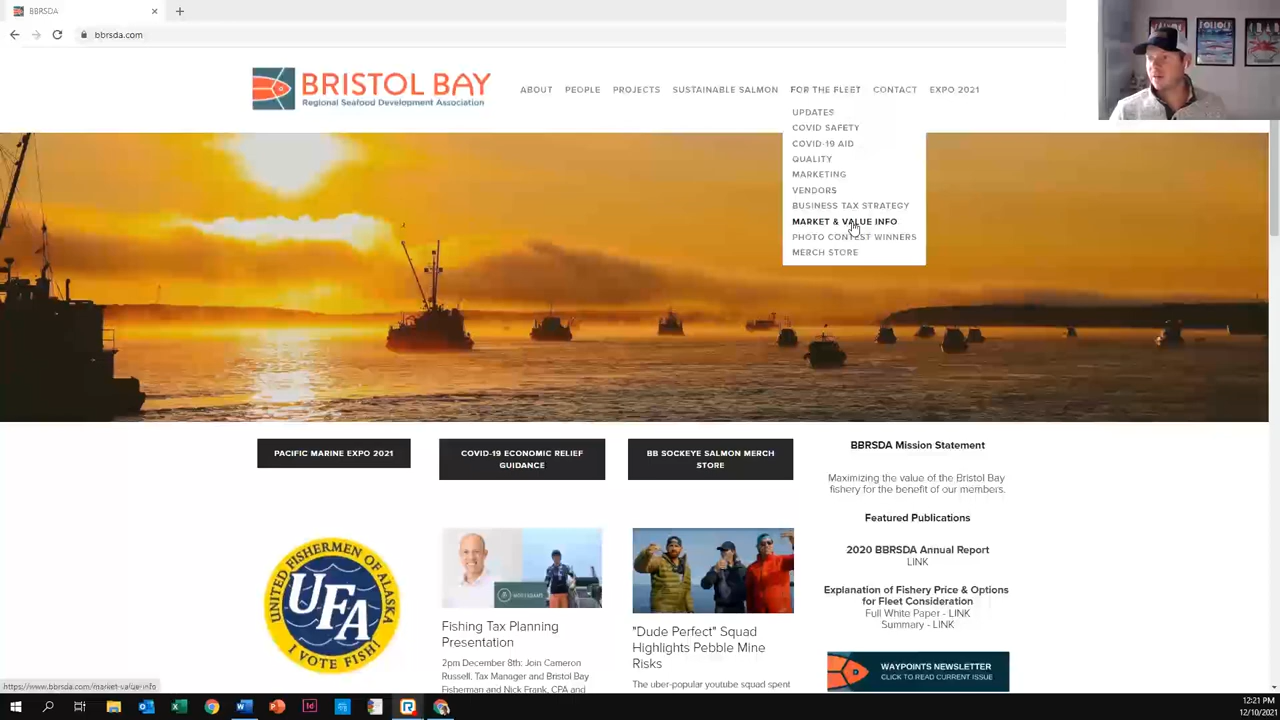 BBRSDA
bbrsda.com
BRISTOL BAY
Regional Seafood Development Association
ABOUT PEOPLE PROJECTS SUSTAINABLE SALMON FOR THE FLEET CONTACT EXPO 2021
UPDATES
COVID SAFETY
COVID-19 AID
QUALITY
MARKETING
VENDORS
BUSINESS TAX STRATEGY
MARKET & VALUE INFO
PHOTO CONTEST WINNERS
MERCH STORE
PACIFIC MARINE EXPO 2021
COVID-19 ECONOMIC RELIEF
GUIDANCE
BB SOCKEYE SALMON MERCH
STORE
BBRSDA Mission Statement
Maximizing the value of the Bristol Bay
fishery for the benefit of our members.
Featured Publications
2020 BBRSDA Annual Report
LINK
Explanation of Fishery Price & Options
for Fleet Consideration
Full White Paper - LINK
Summary - LINK
WAYPOINTS NEWSLETTER
CLICK TO READ CURRENT ISSUE
UNITED FISHERMEN OF ALASKA
UFA
I VOTE FISH!
Fishing Tax Planning
Presentation
2pm December 8th: Join Cameron
Russell, Tax Manager and Bristol Bay
Fisherman and Nick Frank, CPA and
"Dude Perfect" Squad
Highlights Pebble Mine
Risks
The uber-popular youtube squad spent
https://www.bbrsda.com/market-value-info
12:21 PM
12/10/2021